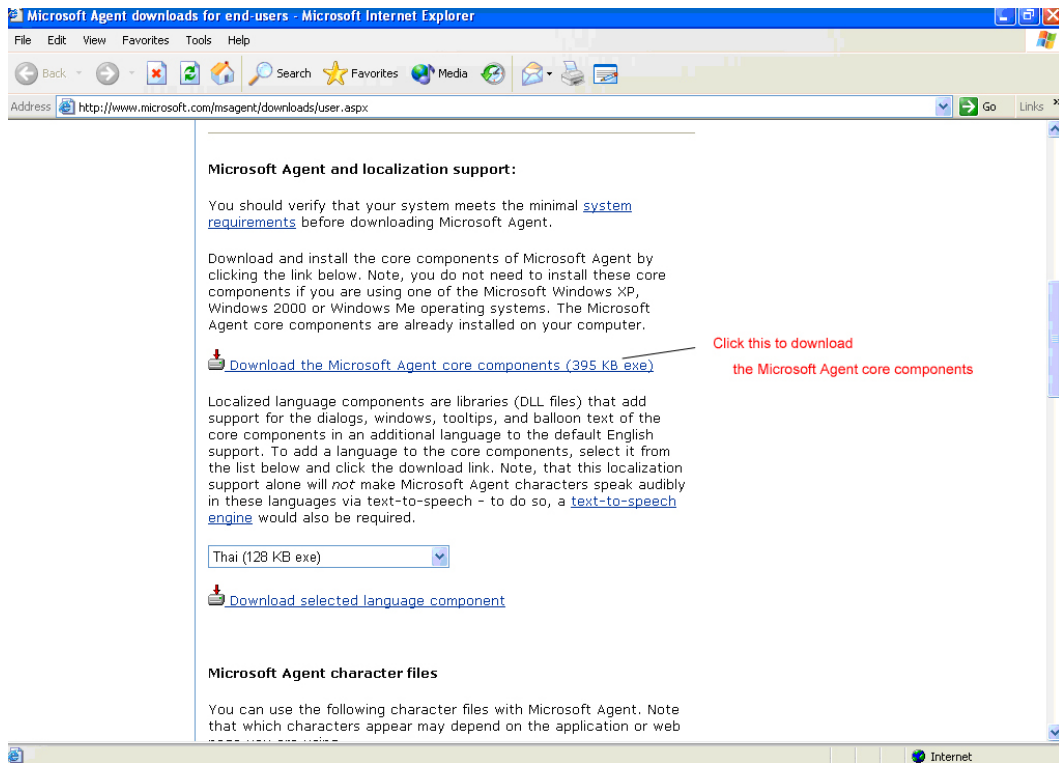 Microsoft Agent downloads for end-users - Microsoft Internet Explorer
File Edit View Favorites Tools Help
Back Search Favorites Media
Address http://www.microsoft.com/msagent/downloads/user.aspx Go Links »
Microsoft Agent and localization support:
You should verify that your system meets the minimal system
requirements before downloading Microsoft Agent.
Download and install the core components of Microsoft Agent by
clicking the link below. Note, you do not need to install these core
components if you are using one of the Microsoft Windows XP,
Windows 2000 or Windows Me operating systems. The Microsoft
Agent core components are already installed on your computer.
Click this to download
Download the Microsoft Agent core components (395 KB exe)
the Microsoft Agent core components
Localized language components are libraries (DLL files) that add
support for the dialogs, windows, tooltips, and balloon text of the
core components in an additional language to the default English
support. To add a language to the core components, select it from
the list below and click the download link. Note, that this localization
support alone will not make Microsoft Agent characters speak audibly
in these languages via text-to-speech - to do so, a text-to-speech
engine would also be required.
Thai (128 KB exe)
Download selected language component
Microsoft Agent character files
You can use the following character files with Microsoft Agent. Note
that which characters appear may depend on the application or web
Internet